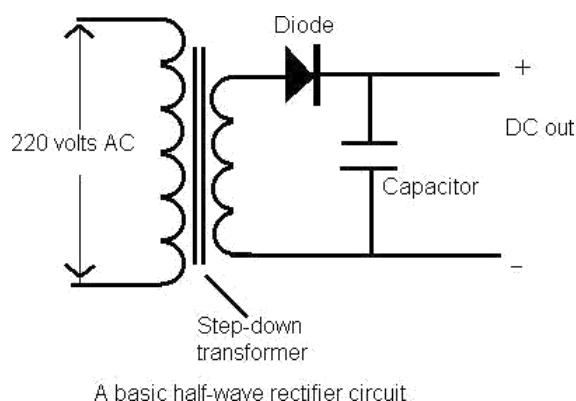 Diode
+
220 volts AC
DC out
Capacitor
–
Step-down
transformer
A basic half-wave rectifier circuit